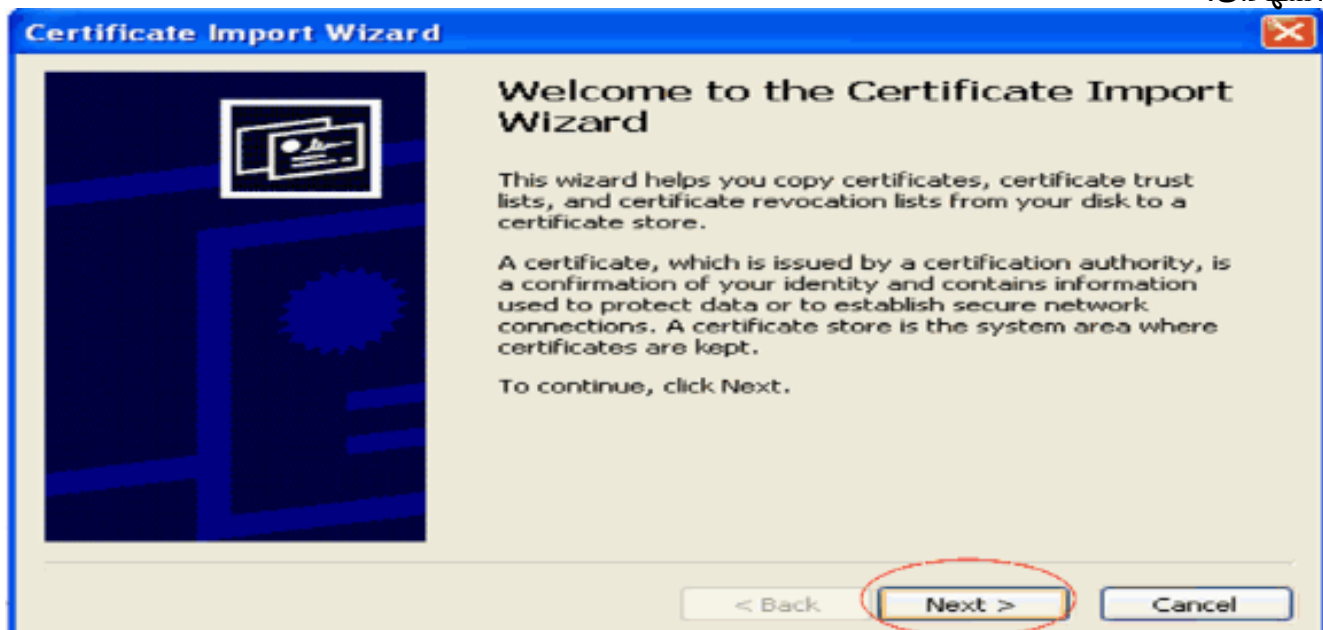 Certificate Import Wizard
Welcome to the Certificate Import
Wizard
This wizard helps you copy certificates, certificate trust
lists, and certificate revocation lists from your disk to a
certificate store.
A certificate, which is issued by a certification authority, is
a confirmation of your identity and contains information
used to protect data or to establish secure network
connections. A certificate store is the system area where
certificates are kept.
To continue, click Next.
< Back
Next >
Cancel